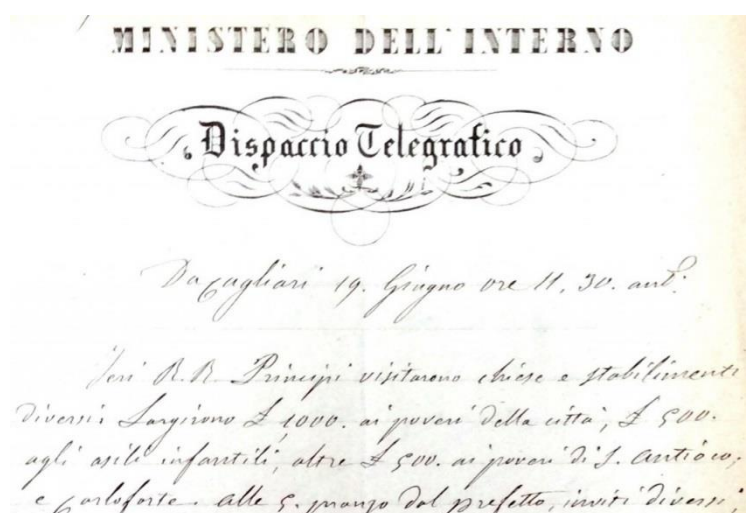 MINISTERO DELL'INTERNO
Dispaccio Telegrafico
Da Cagliari 19. Giugno ore 11, 30. ant.
Jeri R. R. Principi visitarono chiese e stabilimenti
diversi: Largirono £ 1000. ai poveri della città, £ 500.
agli asili infantili, altre £ 500. ai poveri di S. Antioco,
e Carloforte. Alle 5. pranzo dal prefetto, inviti diversi,